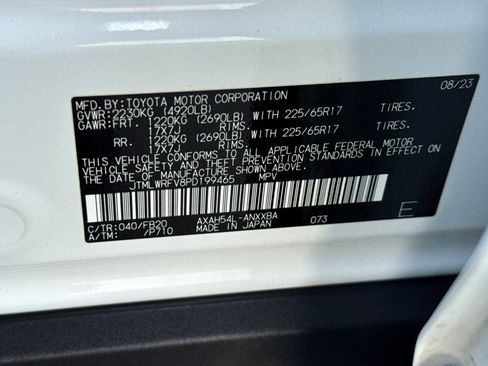 MFD.BY:TOYOTA MOTOR CORPORATION 08/23
GVWR:2230KG (4920LB)
GAWR:FRT. 1220KG (2690LB) WITH 225/65R17 TIRES.
17X7J RIMS.
RR. 1220KG (2690LB) WITH 225/65R17 TIRES.
17X7J RIMS.
THIS VEHICLE CONFORMS TO ALL APPLICABLE FEDERAL MOTOR
VEHICLE SAFETY STANDARDS IN EFFECT ON THE
DATE OF MANUFACTURE SHOWN ABOVE.
JTMLWRFV8PD199465 MPV
C/TR:040/FB20 AXAH54L-ANXXBA 073 E
A/TM: /P710 MADE IN JAPAN